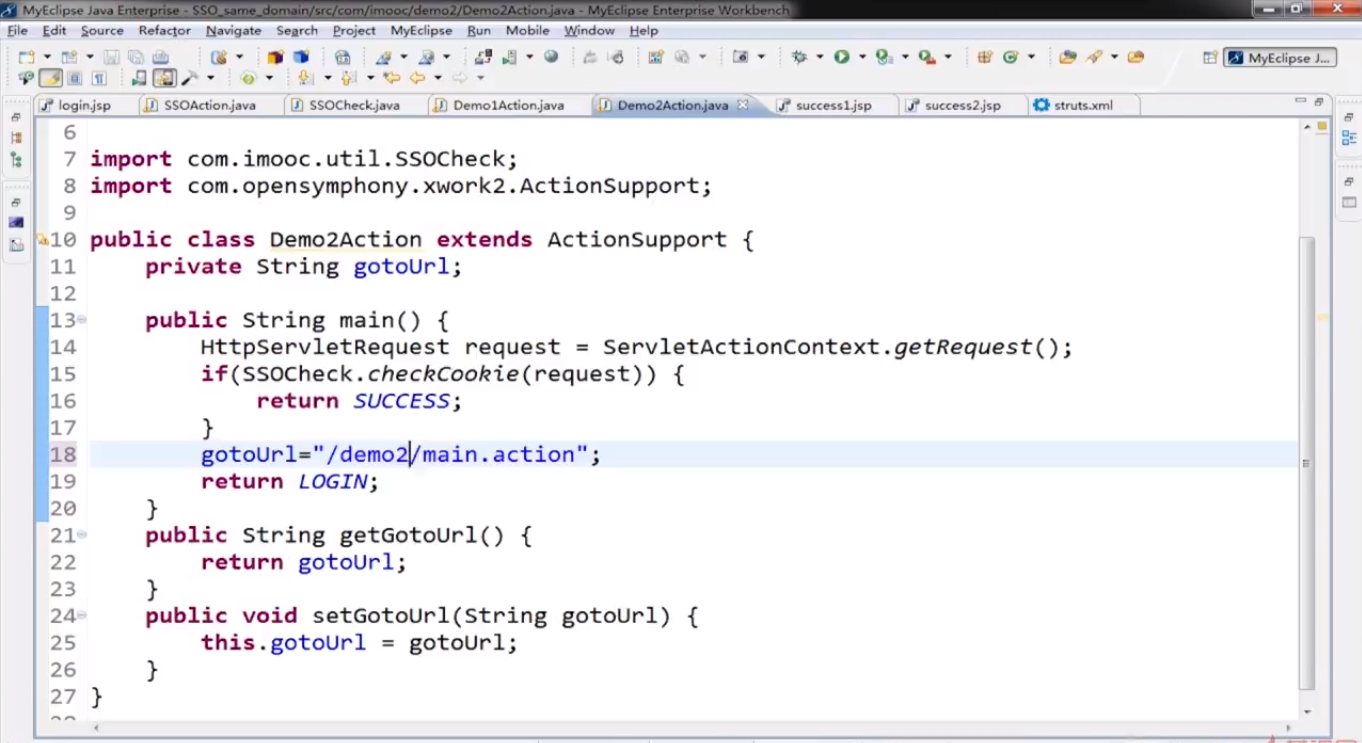 MyEclipse Java Enterprise - SSO_same_domain/src/com/imooc/demo2/Demo2Action.java - MyEclipse Enterprise Workbench
File Edit Source Refactor Navigate Search Project MyEclipse Run Mobile Window Help
MyEclipse J...
login.jsp SSOAction.java SSOCheck.java Demo1Action.java Demo2Action.java success1.jsp success2.jsp struts.xml
6
7 import com.imooc.util.SSOCheck;
8 import com.opensymphony.xwork2.ActionSupport;
9
10 public class Demo2Action extends ActionSupport {
11     private String gotoUrl;
12
13     public String main() {
14         HttpServletRequest request = ServletActionContext.getRequest();
15         if(SSOCheck.checkCookie(request)) {
16             return SUCCESS;
17         }
18         gotoUrl="/demo2/main.action";
19         return LOGIN;
20     }
21     public String getGotoUrl() {
22         return gotoUrl;
23     }
24     public void setGotoUrl(String gotoUrl) {
25         this.gotoUrl = gotoUrl;
26     }
27 }